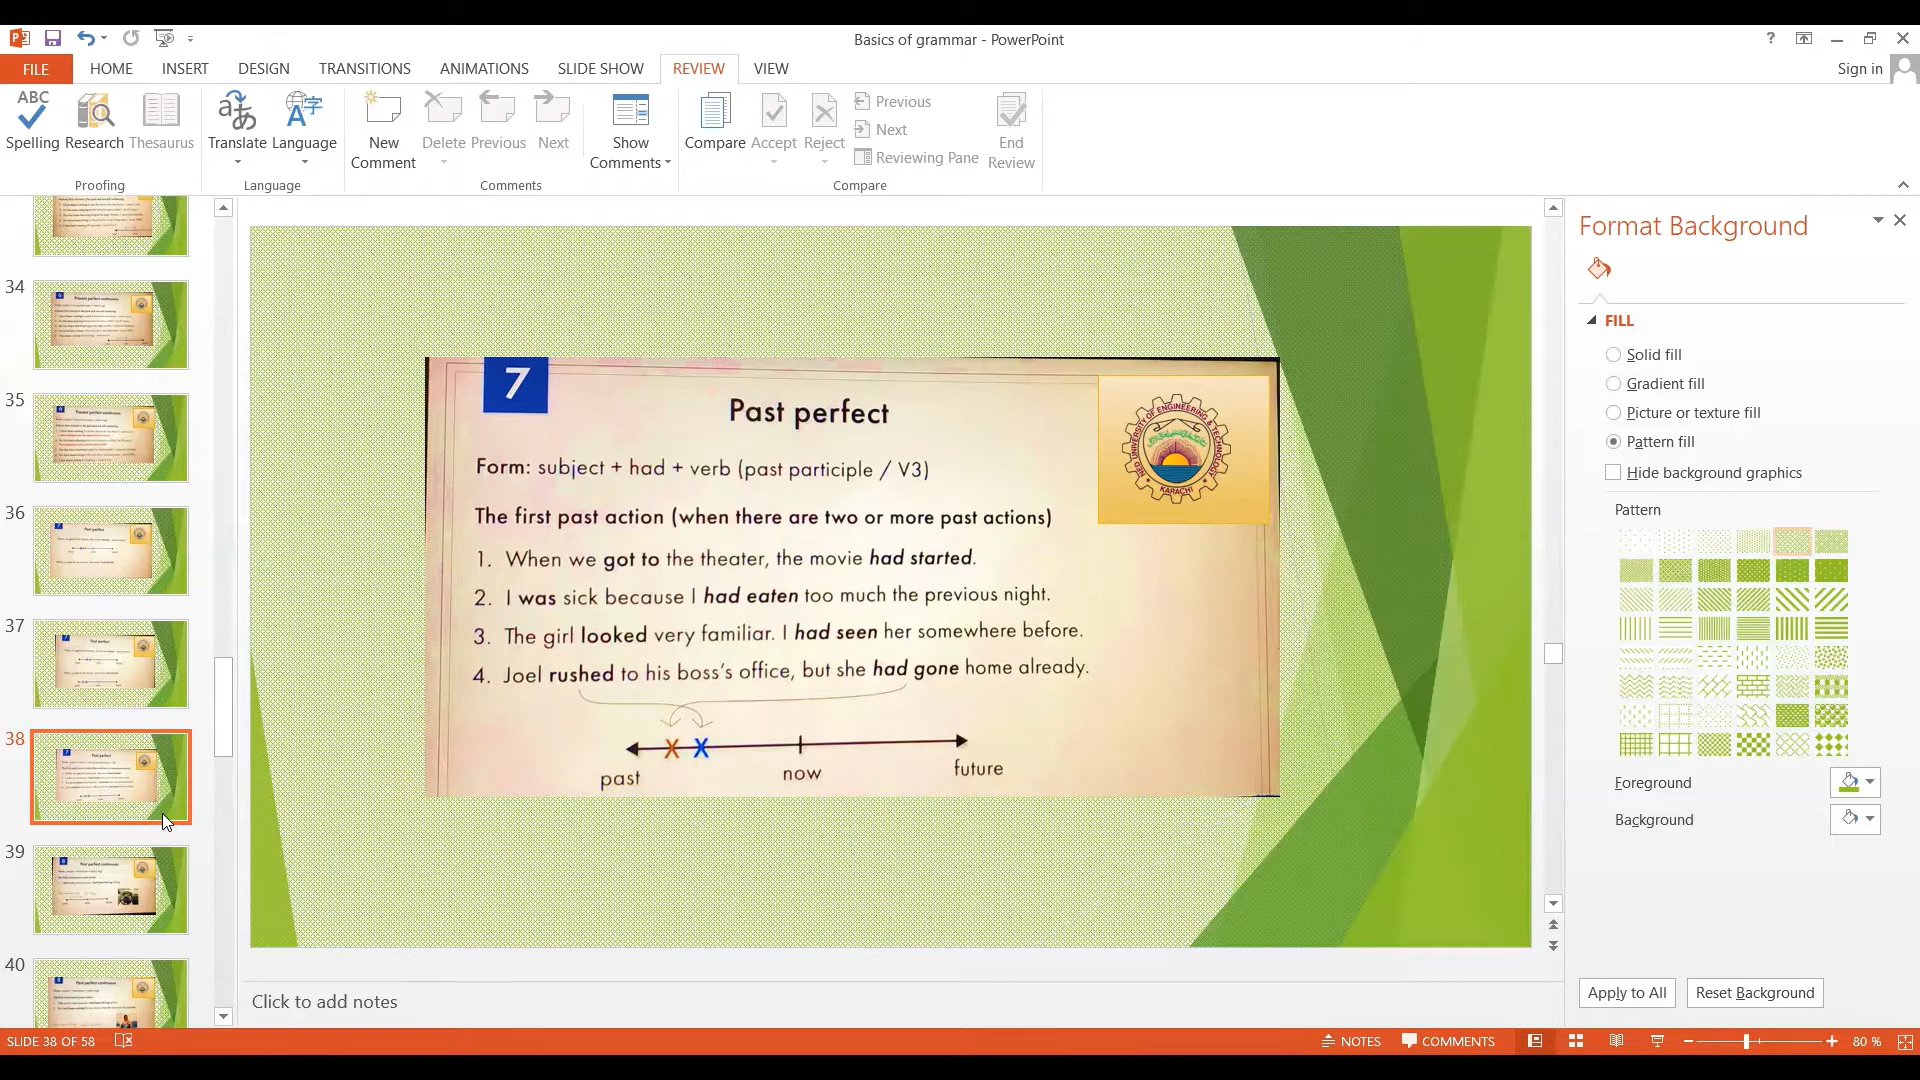 Basics of grammar - PowerPoint
?
FILE HOME INSERT DESIGN TRANSITIONS ANIMATIONS SLIDE SHOW REVIEW VIEW Sign in
ABC
Spelling Research Thesaurus
Proofing
Translate Language
Language
New Comment Delete Previous Next Show Comments
Comments
Compare Accept Reject
Previous
Next
Reviewing Pane
End Review
Compare
34
35
36
37
38
39
40
7
Past perfect
NED UNIVERSITY OF ENGINEERING & TECHNOLOGY
KARACHI
Form: subject + had + verb (past participle / V3)
The first past action (when there are two or more past actions)
1. When we got to the theater, the movie had started.
2. I was sick because I had eaten too much the previous night.
3. The girl looked very familiar. I had seen her somewhere before.
4. Joel rushed to his boss's office, but she had gone home already.
X X
past now future
Click to add notes
Format Background
FILL
Solid fill
Gradient fill
Picture or texture fill
Pattern fill
Hide background graphics
Pattern
Foreground
Background
Apply to All Reset Background
SLIDE 38 OF 58 NOTES COMMENTS 80 %